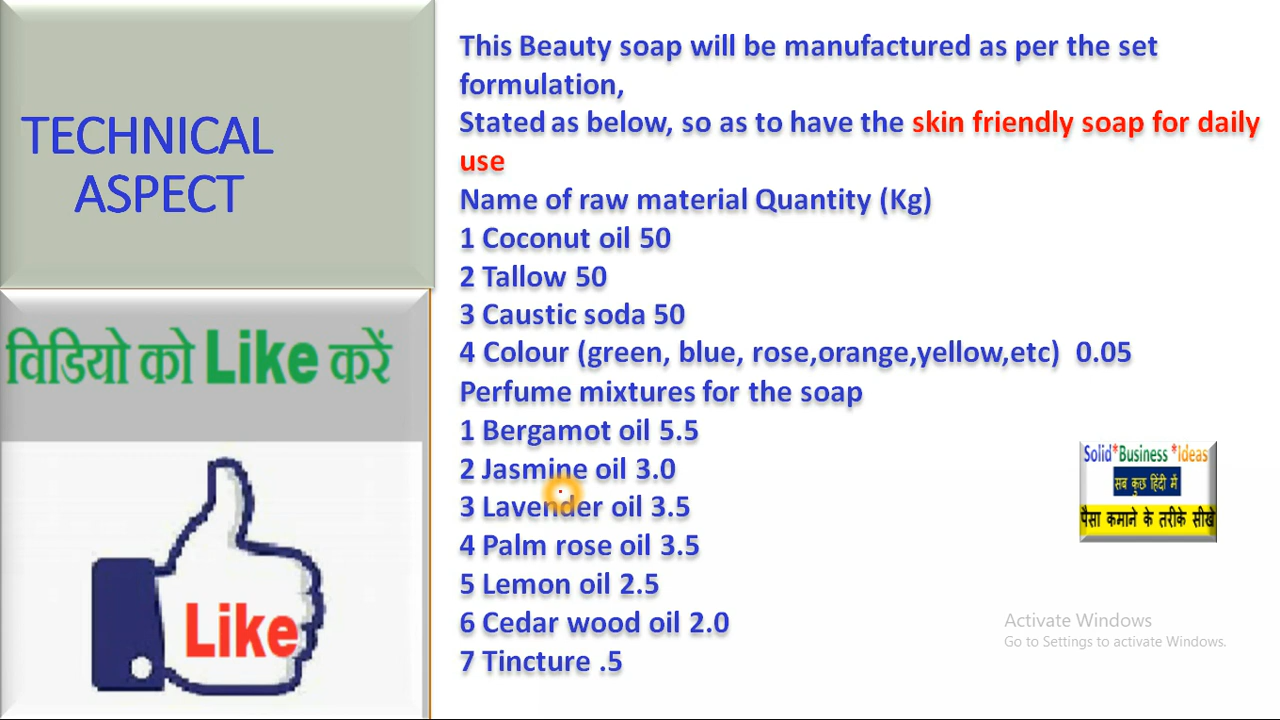 TECHNICAL
ASPECT
This Beauty soap will be manufactured as per the set
formulation,
Stated as below, so as to have the skin friendly soap for daily
use
Name of raw material Quantity (Kg)
1 Coconut oil 50
2 Tallow 50
3 Caustic soda 50
4 Colour (green, blue, rose,orange,yellow,etc) 0.05
Perfume mixtures for the soap
1 Bergamot oil 5.5
2 Jasmine oil 3.0
3 Lavender oil 3.5
4 Palm rose oil 3.5
5 Lemon oil 2.5
6 Cedar wood oil 2.0
7 Tincture .5
विडियो को Like करें
Like
Solid*Business *Ideas
सब कुछ हिंदी में
पैसा कमाने के तरीके सीखे
Activate Windows
Go to Settings to activate Windows.